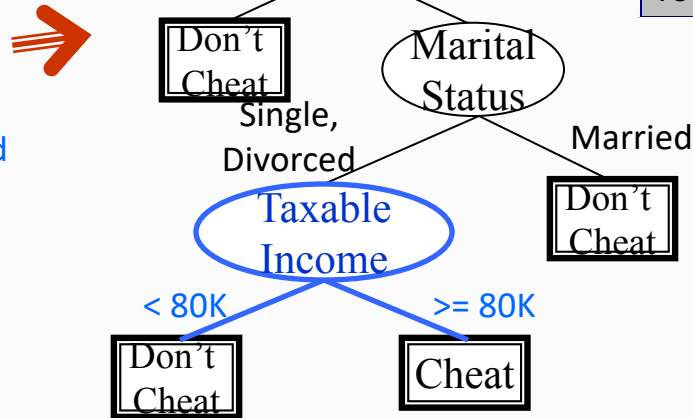 Don't
Cheat
Marital
Status
Single,
Divorced
Married
Taxable
Income
Don't
Cheat
< 80K
>= 80K
Don't
Cheat
Cheat